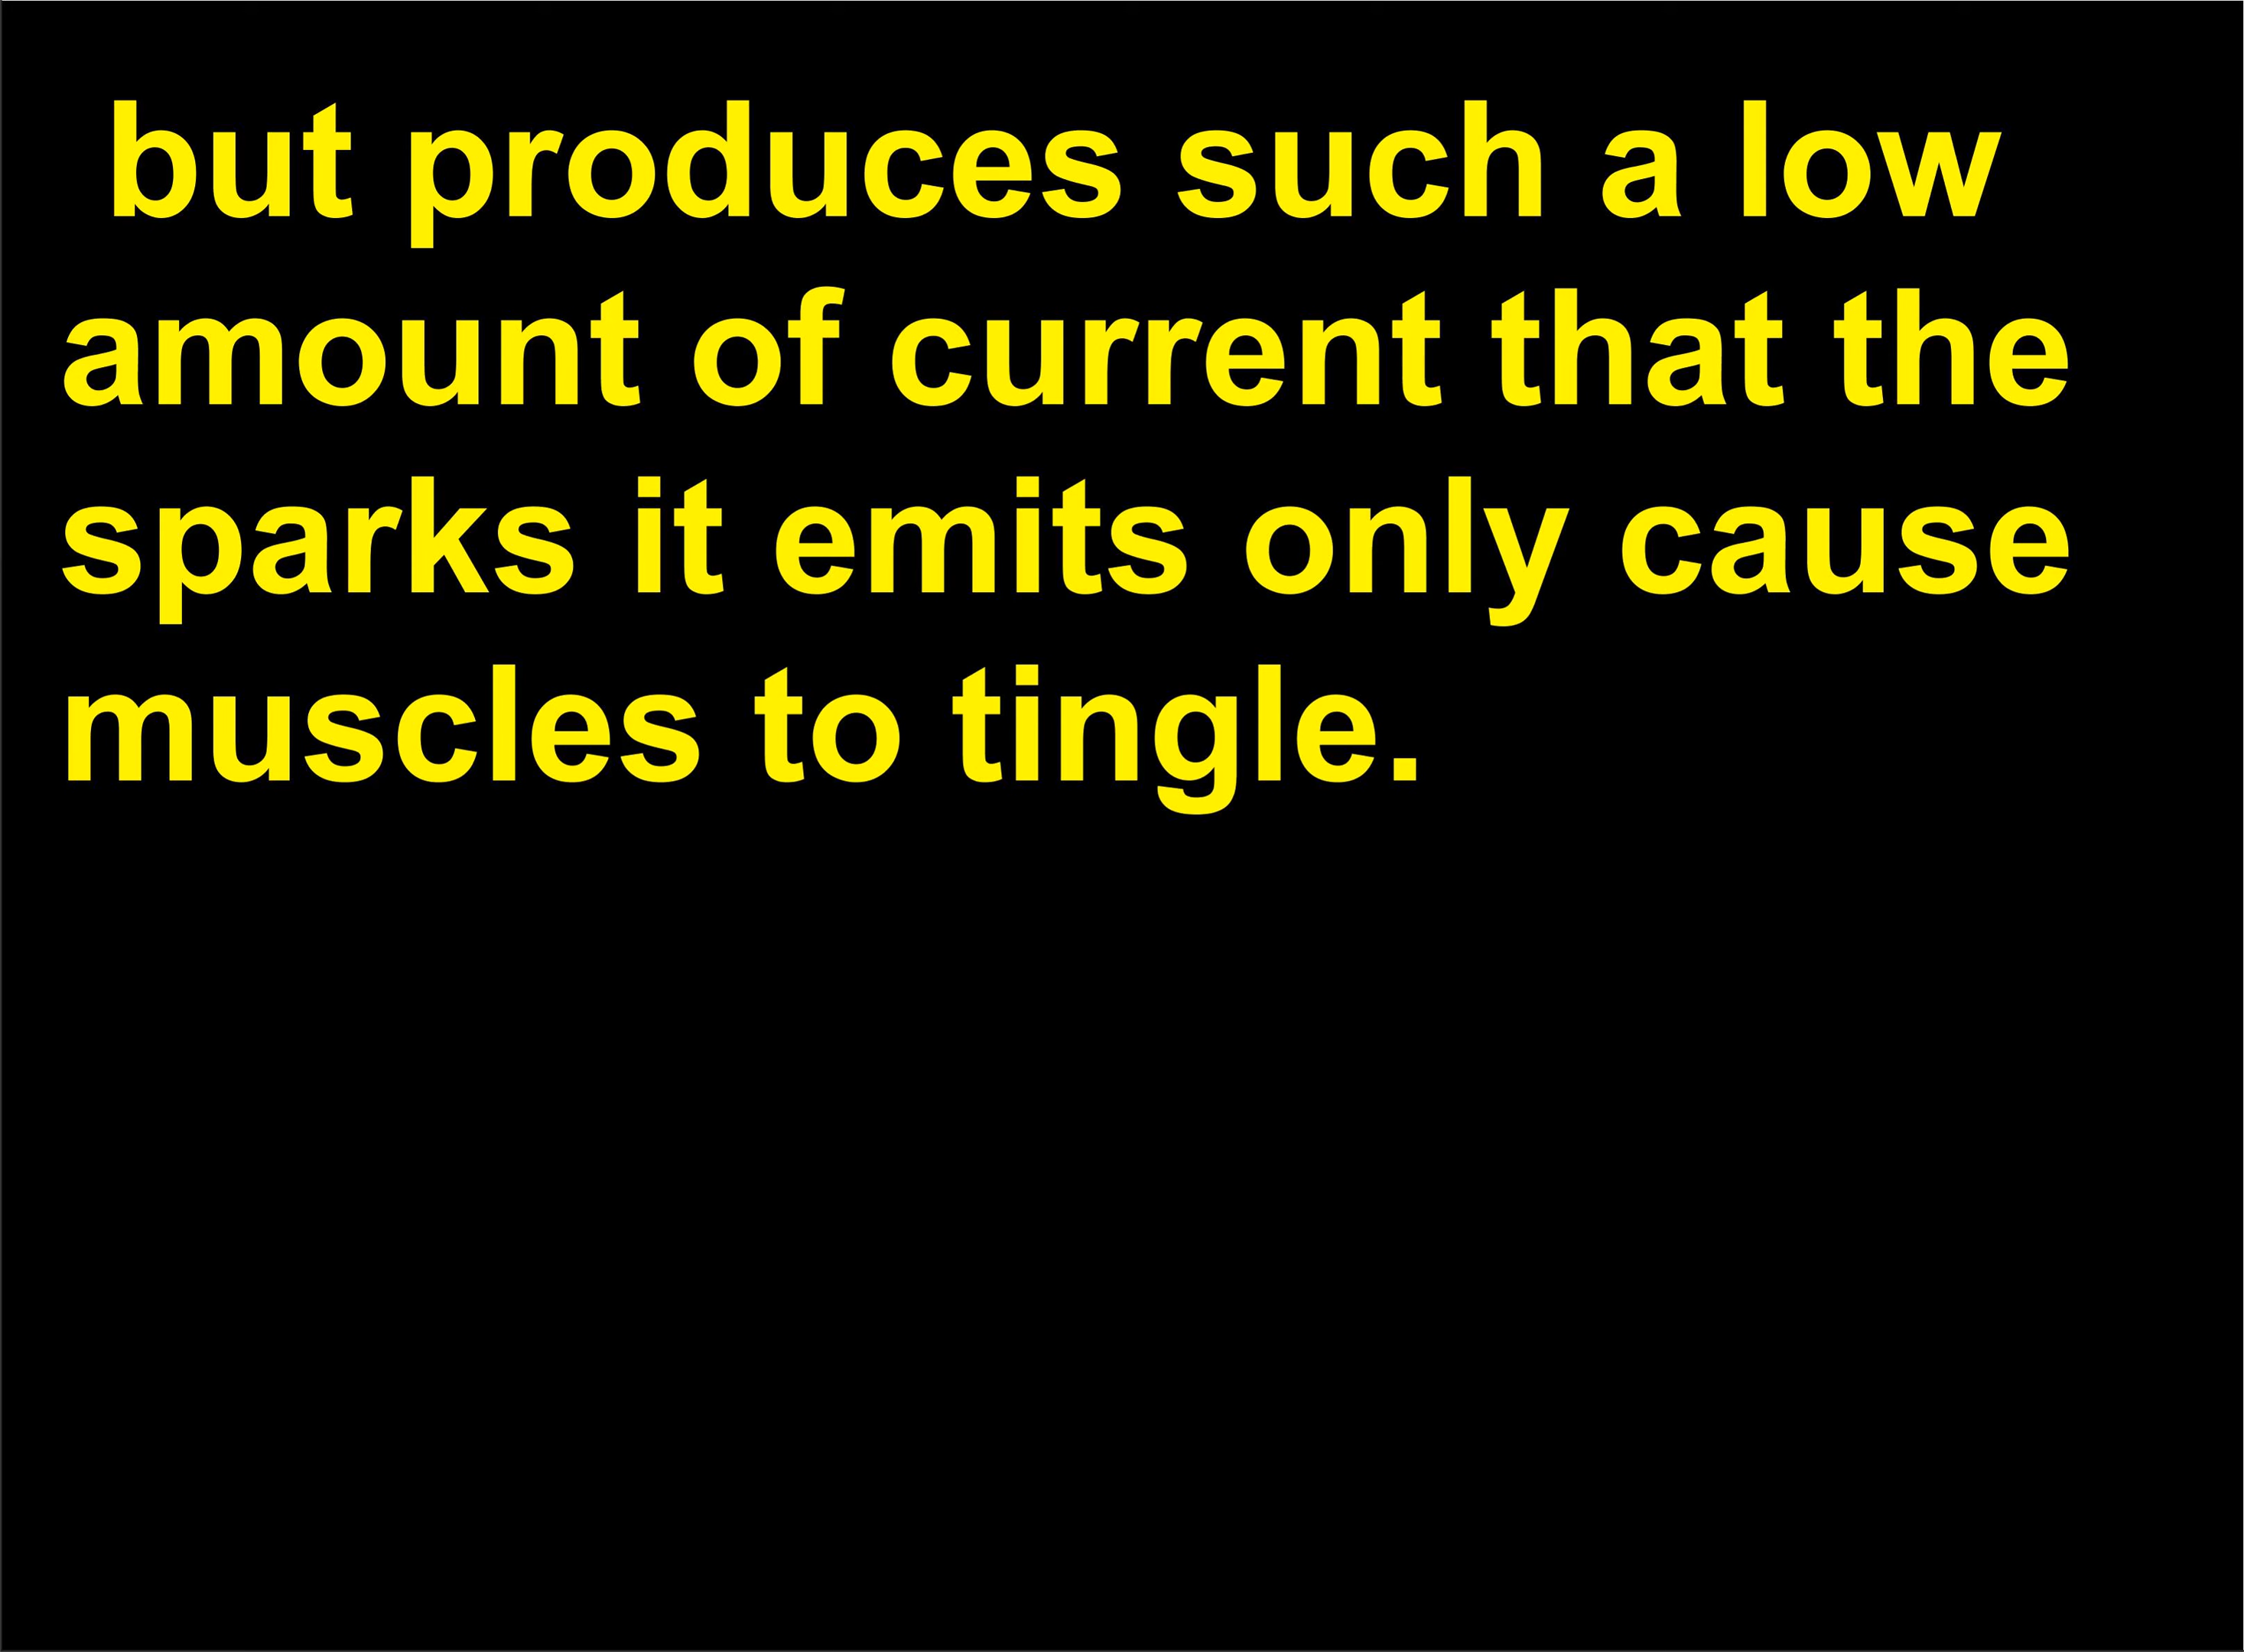 but produces such a low
amount of current that the
sparks it emits only cause
muscles to tingle.